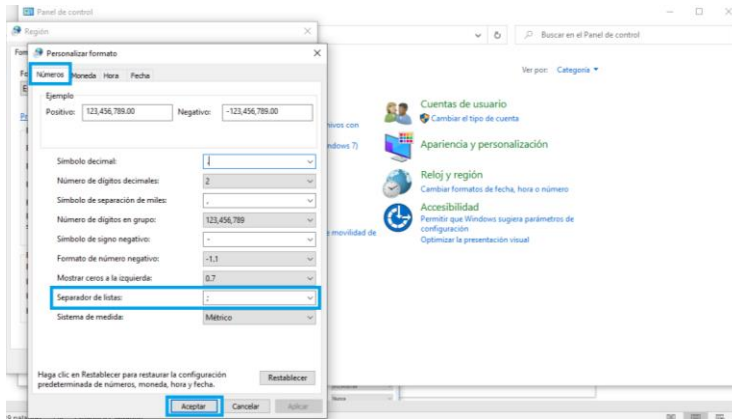 Panel de control
Región
Buscar en el Panel de control
Personalizar formato
Números Moneda Hora Fecha
Ver por: Categoría
Ejemplo
Positivo: 123,456,789.00 Negativo: -123,456,789.00
Cuentas de usuario
Cambiar el tipo de cuenta
Apariencia y personalización
Símbolo decimal: .
Número de dígitos decimales: 2
Símbolo de separación de miles: ,
Número de dígitos en grupo: 123,456,789
Símbolo de signo negativo: -
Formato de número negativo: -1.1
Mostrar ceros a la izquierda: 0.7
Separador de listas: ;
Sistema de medida: Métrico
Reloj y región
Cambiar formatos de fecha, hora o número
Accesibilidad
Permitir que Windows sugiera parámetros de
configuración
Optimizar la presentación visual
movilidad de
Haga clic en Restablecer para restaurar la configuración
predeterminada de números, moneda, hora y fecha.
Restablecer
Aceptar Cancelar Aplicar